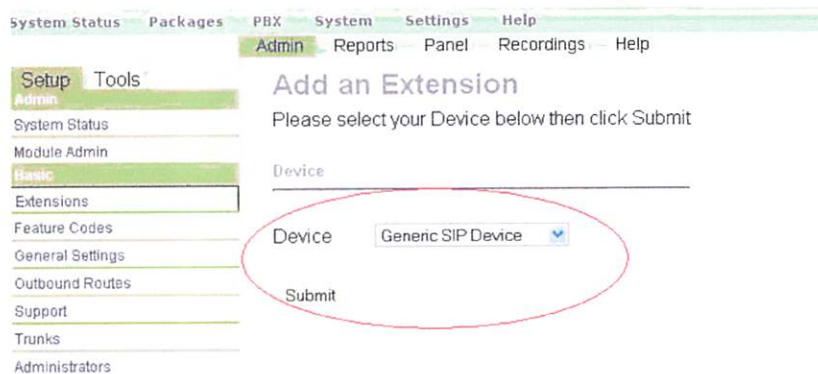 System Status Packages PBX System Settings Help
Admin Reports Panel Recordings Help
Setup Tools
Admin
System Status
Module Admin
Basic
Extensions
Feature Codes
General Settings
Outbound Routes
Support
Trunks
Administrators
Add an Extension
Please select your Device below then click Submit
Device
Device Generic SIP Device
Submit